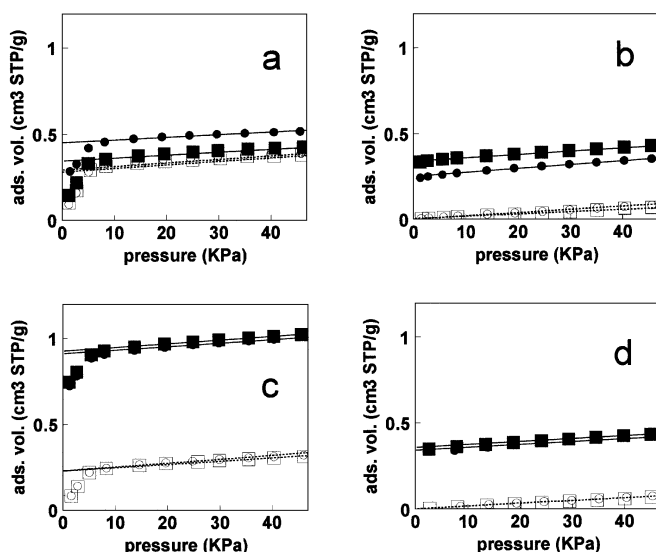 a
ads. vol. (cm3 STP/g)
1
0.5
0
0 10 20 30 40
pressure (KPa)
b
ads. vol. (cm3 STP/g)
1
0.5
0
0 10 20 30 40
pressure (KPa)
c
ads. vol. (cm3 STP/g)
1
0.5
0
0 10 20 30 40
pressure (KPa)
d
ads. vol. (cm3 STP/g)
1
0.5
0
0 10 20 30 40
pressure (KPa)